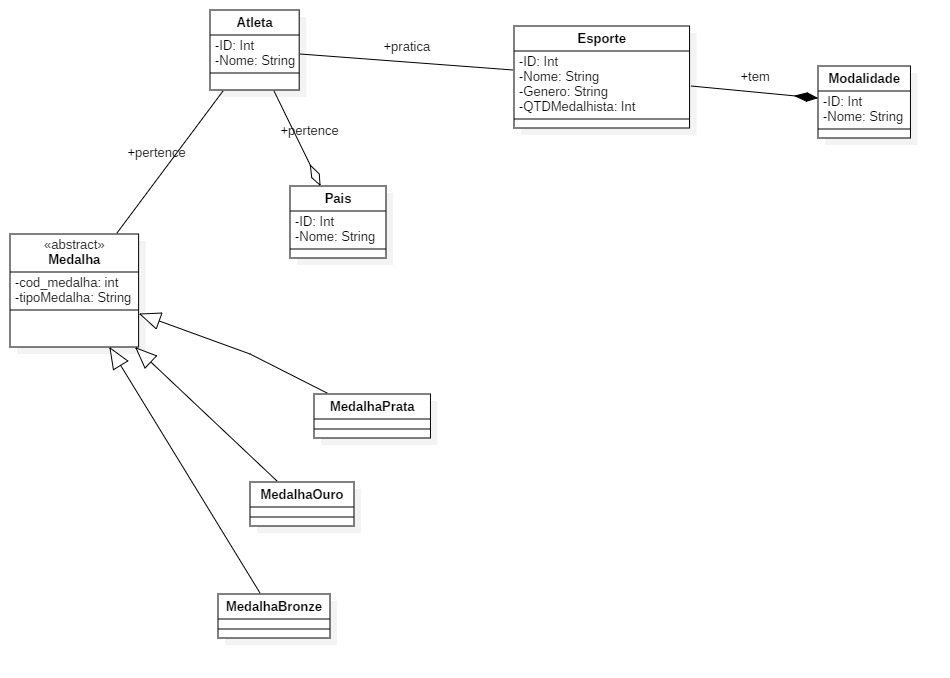 Atleta
-ID: Int
-Nome: String
+pratica
Esporte
-ID: Int
-Nome: String
-Genero: String
-QTDMedalhista: Int
+tem
Modalidade
-ID: Int
-Nome: String
+pertence
+pertence
Pais
-ID: Int
-Nome: String
«abstract»
Medalha
-cod_medalha: int
-tipoMedalha: String
MedalhaPrata
MedalhaOuro
MedalhaBronze